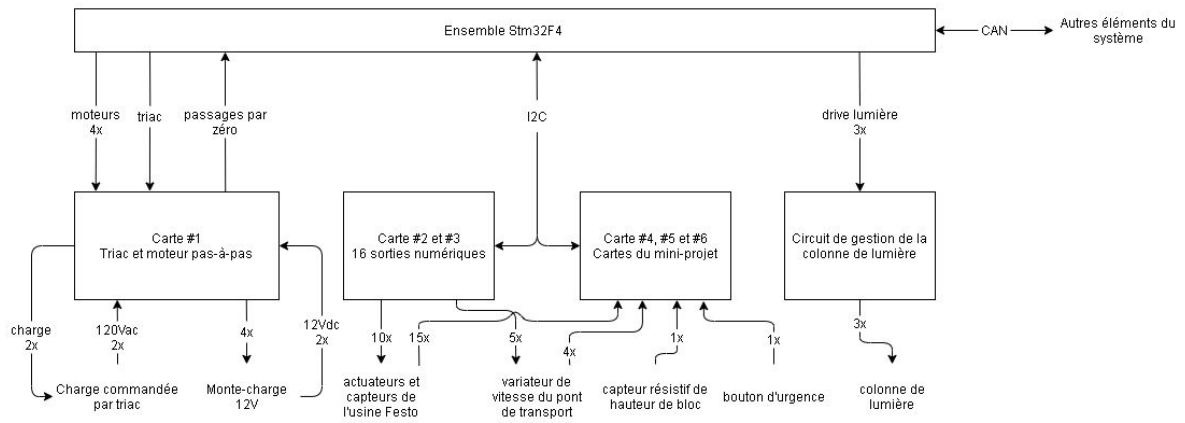 Ensemble Stm32F4
CAN
Autres éléments du
système
moteurs
4x
triac
passages par
zéro
I2C
drive lumière
3x
Carte #1
Triac et moteur pas-à-pas
Carte #2 et #3
16 sorties numériques
Carte #4, #5 et #6
Cartes du mini-projet
Circuit de gestion de la
colonne de lumière
charge
2x
120Vac
2x
4x
12Vdc
2x
10x
15x
5x
4x
1x
1x
3x
Charge commandée
par triac
Monte-charge
12V
actuateurs et
capteurs de
l'usine Festo
variateur de
vitesse du pont
de transport
capteur résistif de
hauteur de bloc
bouton d'urgence
colonne de
lumière